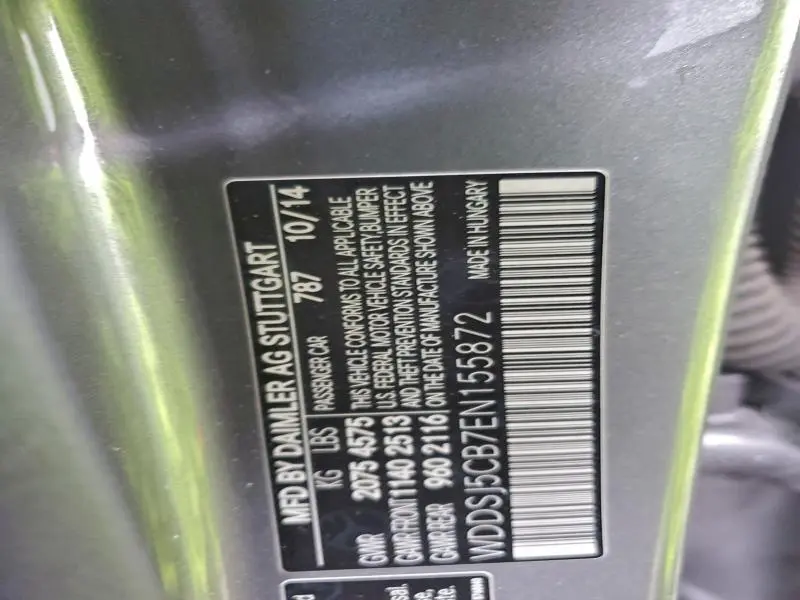 MFD BY DAIMLER AG STUTTGART
KG LBS PASSENGER CAR 787 10/14
GWR 2075 4575 THIS VEHICLE CONFORMS TO ALL APPLICABLE
U.S. FEDERAL MOTOR VEHICLE SAFETY,BUMPER
GAWR FRONT 1140 2513 AND THEFT PREVENTION STANDARDS IN EFFECT
GAWR REAR 960 2116 ON THE DATE OF MANUFACTURE SHOWN ABOVE
WDDSJ5CB7EN155872 MADE IN HUNGARY